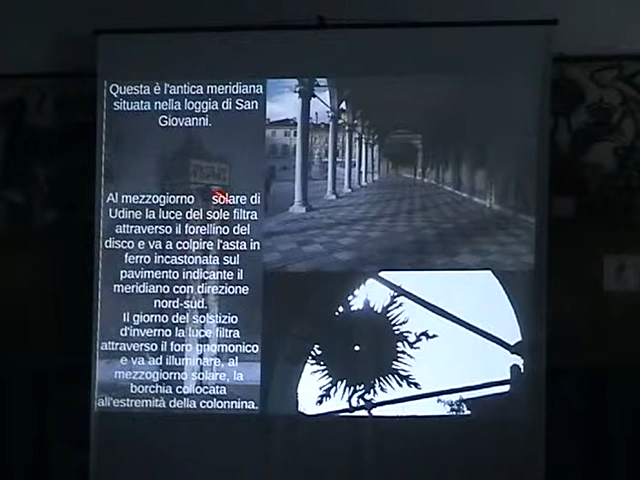 Questa è l'antica meridiana
situata nella loggia di San
Giovanni.
Al mezzogiorno solare di
Udine la luce del sole filtra
attraverso il forellino del
disco e va a colpire l'asta in
ferro incastonata sul
pavimento indicante il
meridiano con direzione
nord-sud.
Il giorno del solstizio
d'inverno la luce filtra
attraverso il foro gnomonico
e va ad illuminare, al
mezzogiorno solare, la
borchia collocata
all'estremità della colonnina.